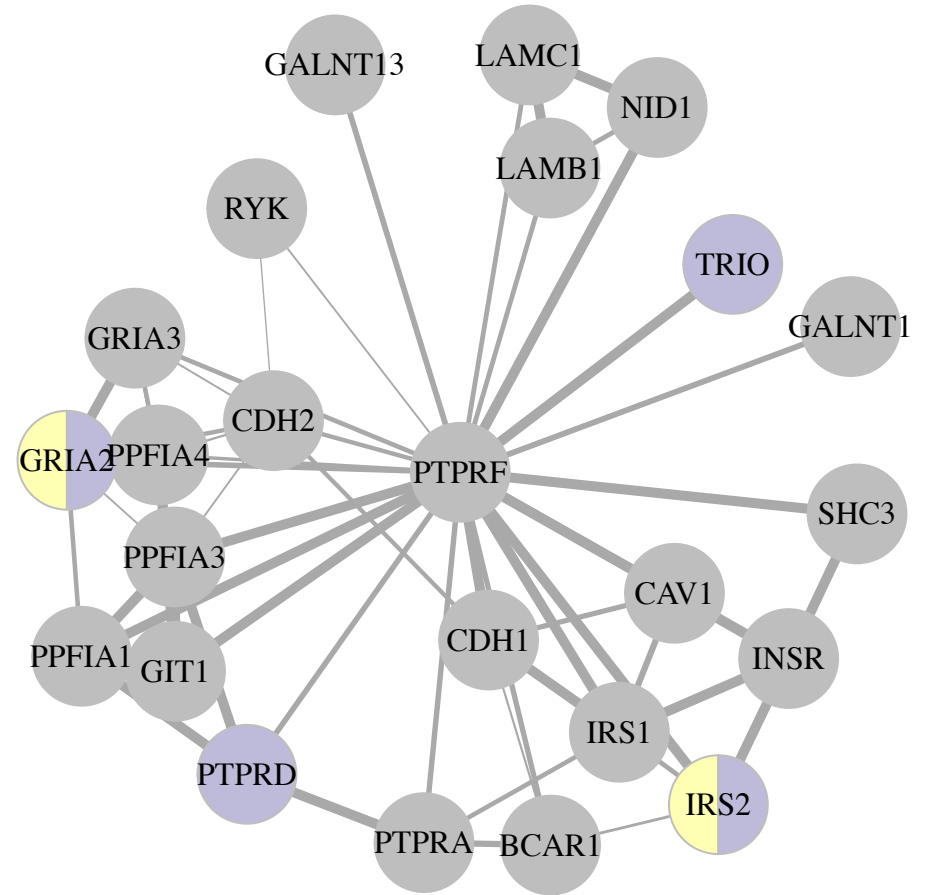 LAMC1
GALNT13
NID1
LAMB1
RYK
TRIO
GALNT1
GRIA3
CDH2
PPFIA4
GRIA2
PTPRF
SHC3
PPFIA3
CAV1
CDH1
PPFIA1
INSR
GIT1
IRS1
PTPRD
IRS2
PTPRA
BCAR1